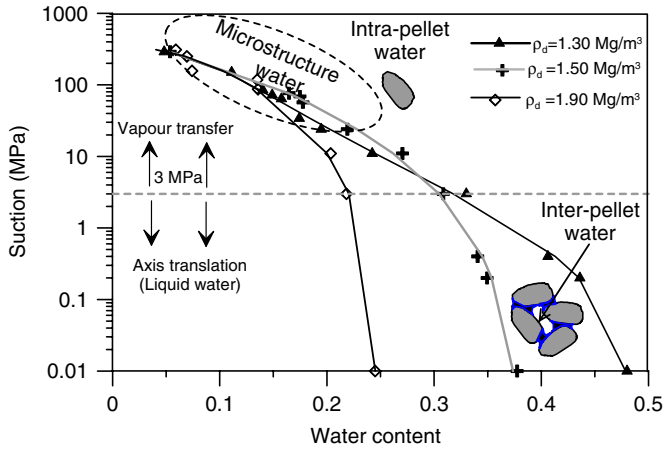 1000
100
10
1
0.1
0.01
Suction (MPa)
0
0.1
0.2
0.3
0.4
0.5
Water content
Microstructure
water
Intra-pellet
water
ρd=1.30 Mg/m³
ρd=1.50 Mg/m³
ρd =1.90 Mg/m³
Vapour transfer
3 MPa
Axis translation
(Liquid water)
Inter-pellet
water